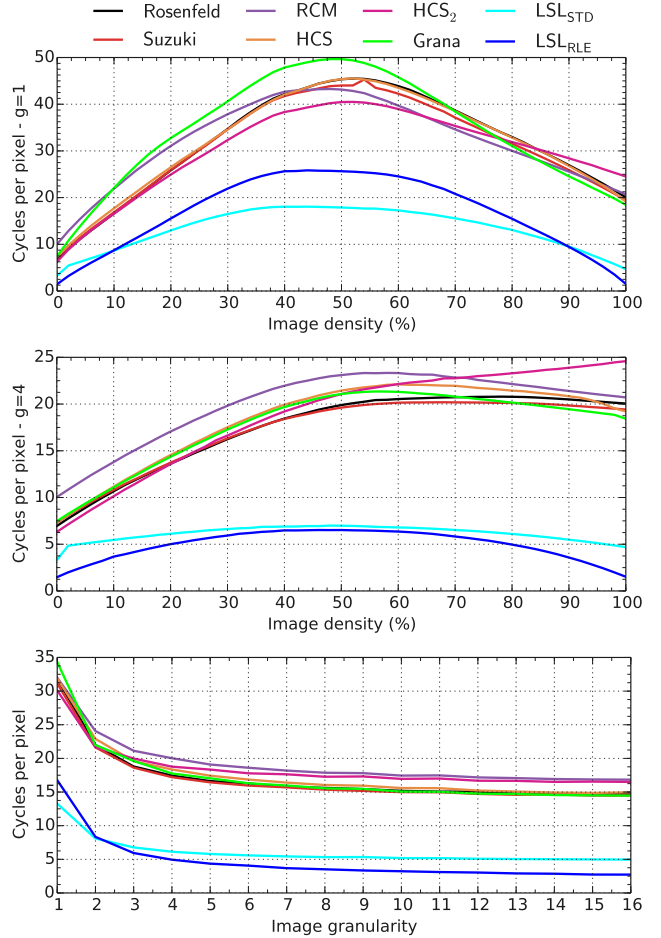 Rosenfeld RCM HCS₂ LSL_STD
Suzuki HCS Grana LSL_RLE
50
40
30
20
10
0
Cycles per pixel - g=1
0 10 20 30 40 50 60 70 80 90 100
Image density (%)
25
20
15
10
5
0
Cycles per pixel - g=4
0 10 20 30 40 50 60 70 80 90 100
Image density (%)
35
30
25
20
15
10
5
0
Cycles per pixel
1 2 3 4 5 6 7 8 9 10 11 12 13 14 15 16
Image granularity